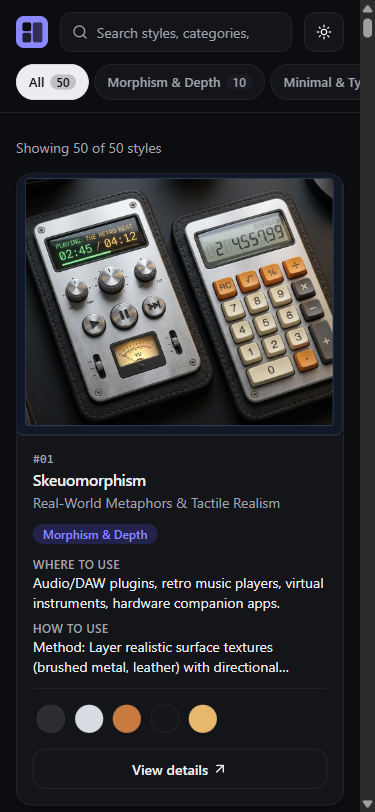 Search styles, categories,
All 50
Morphism & Depth 10
Minimal & Ty
Showing 50 of 50 styles
PLAYING: THE RETRO BEAT
02:45 / 04:12
VU
2 4,557.99
RC √ % ÷
7 8 9 ×
4 5 6 −
1 2 3 +
0 .
#01
Skeuomorphism
Real-World Metaphors & Tactile Realism
Morphism & Depth
WHERE TO USE
Audio/DAW plugins, retro music players, virtual
instruments, hardware companion apps.
HOW TO USE
Method: Layer realistic surface textures
(brushed metal, leather) with directional...
View details